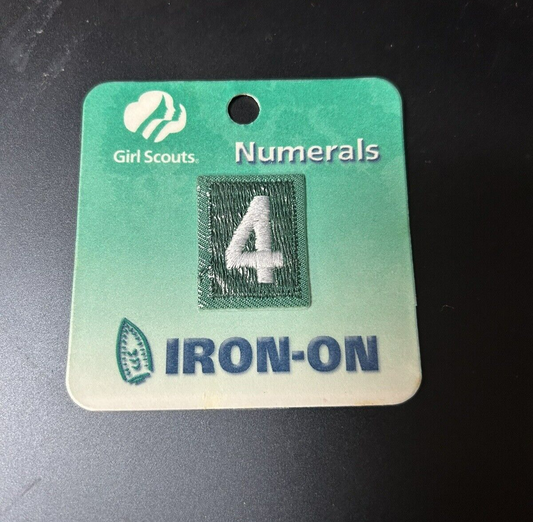 Girl Scouts.
Numerals
4
IRON-ON